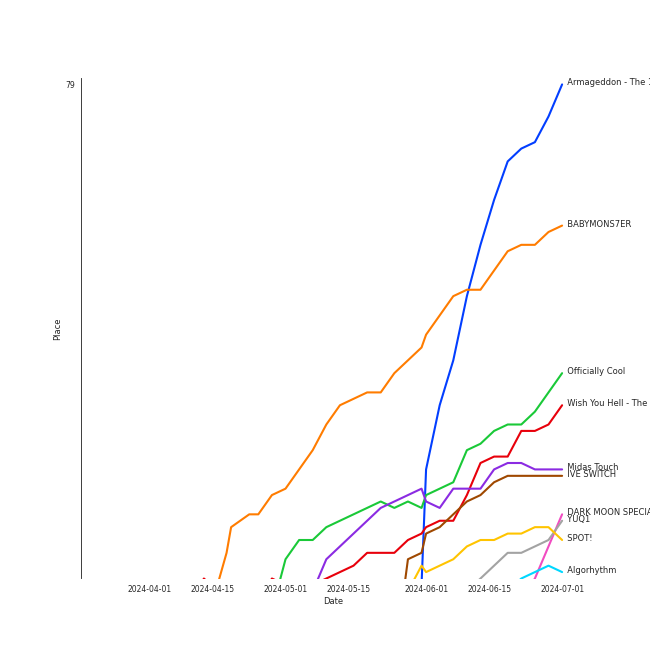 79
Armageddon - The
BABYMONS7ER
Place
Officially Cool
Wish You Hell - The
Midas Touch
IVE SWITCH
DARK MOON SPECIA
YUQ1
SPOT!
Algorhythm
2024-04-01 2024-04-15 2024-05-01 2024-05-15 2024-06-01 2024-06-15 2024-07-01
Date